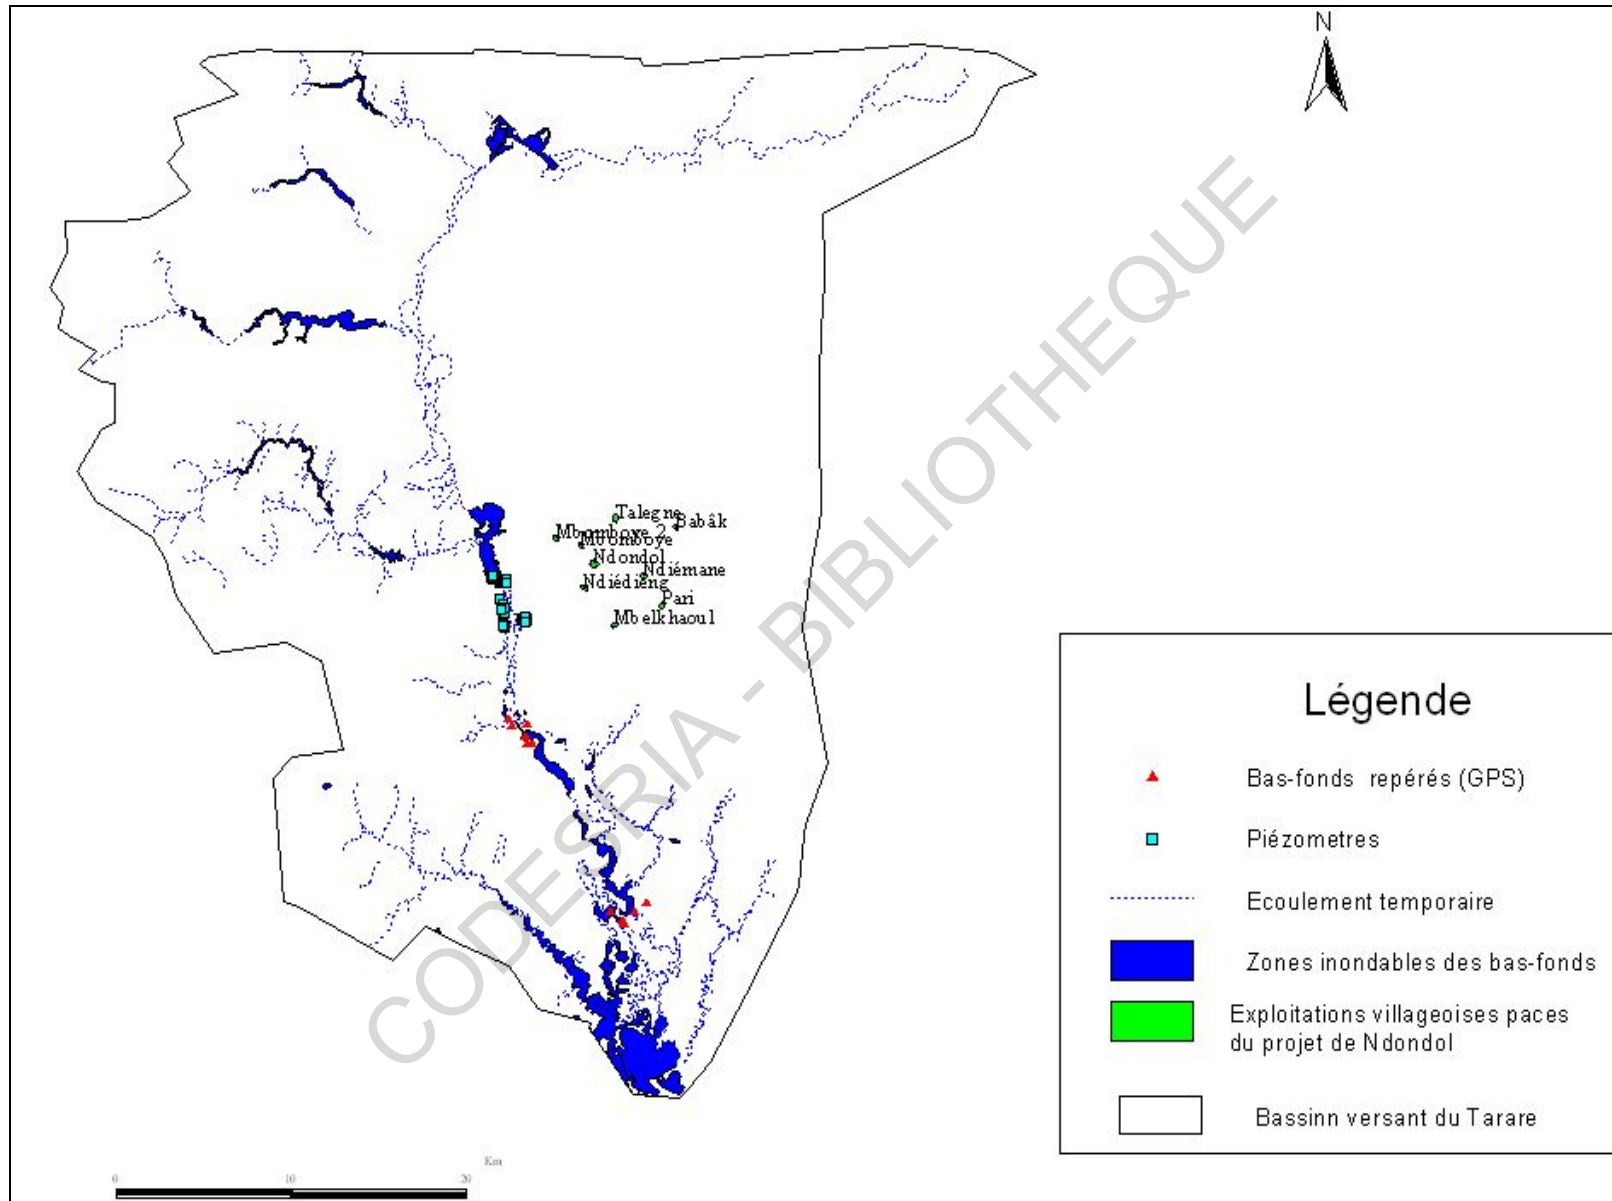 N
Talegne
Babâk
Mbomboye 2
Mbomboye
Ndondol
Ndiémane
Ndiédieng
Pari
Mbelkhaoul
CODESRIA - BIBLIOTHEQUE
Légende
Bas-fonds repérés (GPS)
Piézometres
Ecoulement temporaire
Zones inondables des bas-fonds
Exploitations villageoises paces
du projet de Ndondol
Bassinn versant du Tarare
Km
0 10 20